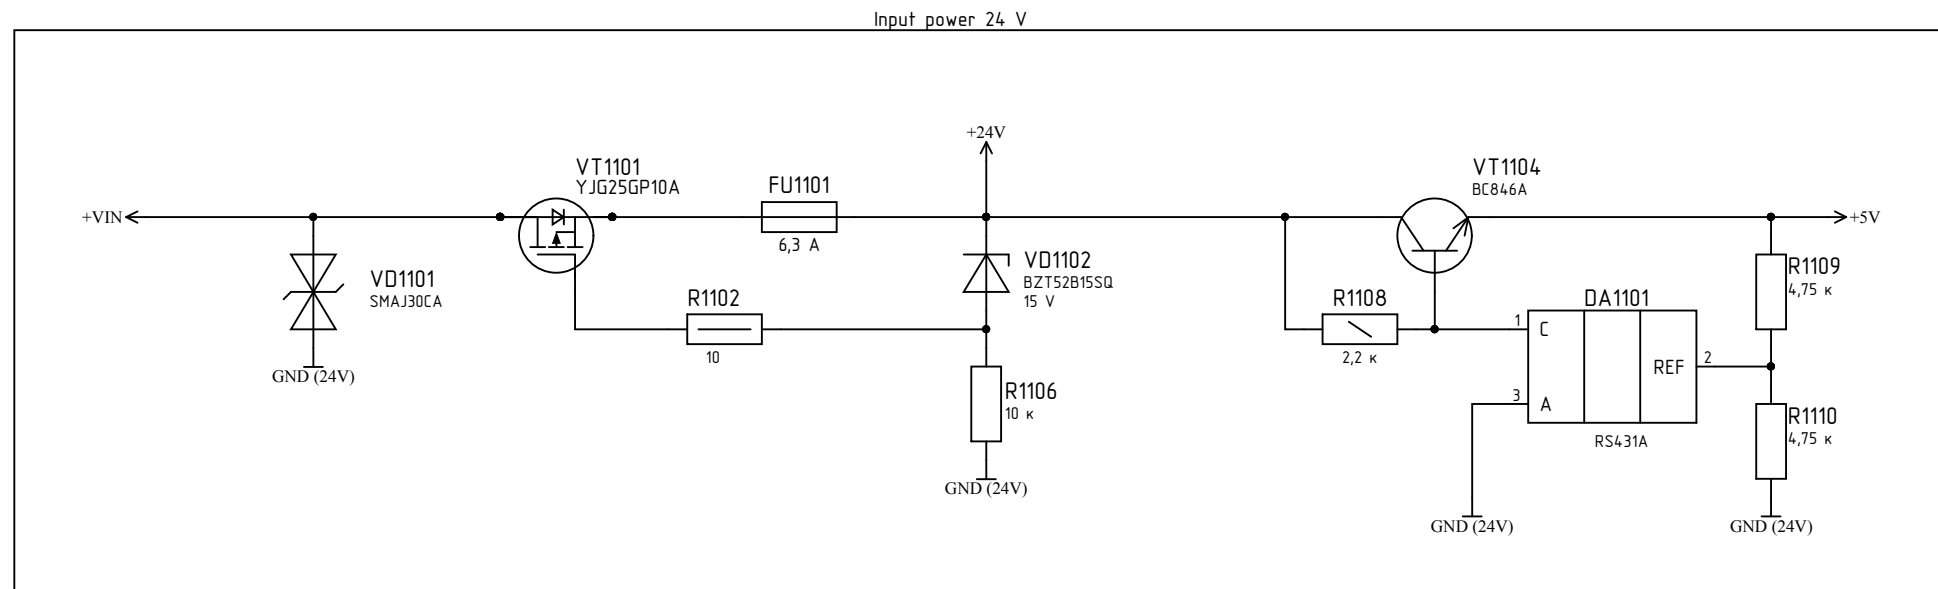 Input power 24 V
+24V
VT1101
YJG25GP10A
FU1101
6,3 A
VT1104
BC846A
+VIN
+5V
VD1101
SMAJ30CA
GND (24V)
R1102
10
VD1102
BZT52B15SQ
15 V
R1106
10 к
GND (24V)
R1108
2,2 к
DA1101
1
C
3
A
REF
2
RS431A
GND (24V)
R1109
4,75 к
R1110
4,75 к
GND (24V)